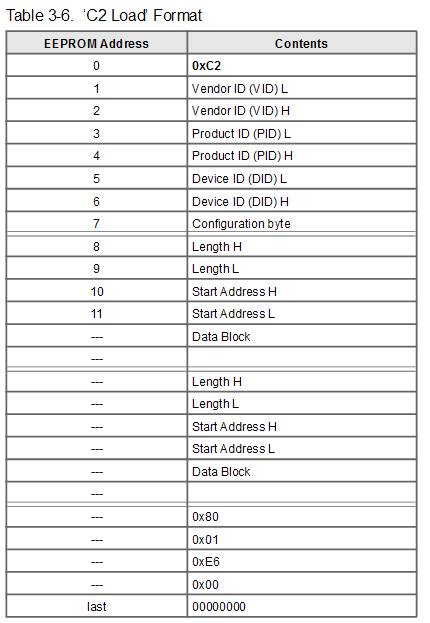 Table 3-6. ‘C2 Load’ Format
EEPROM Address Contents
0 0xC2
1 Vendor ID (VID) L
2 Vendor ID (VID) H
3 Product ID (PID) L
4 Product ID (PID) H
5 Device ID (DID) L
6 Device ID (DID) H
7 Configuration byte
8 Length H
9 Length L
10 Start Address H
11 Start Address L
--- Data Block
---
--- Length H
--- Length L
--- Start Address H
--- Start Address L
--- Data Block
---
--- 0x80
--- 0x01
--- 0xE6
--- 0x00
last 00000000